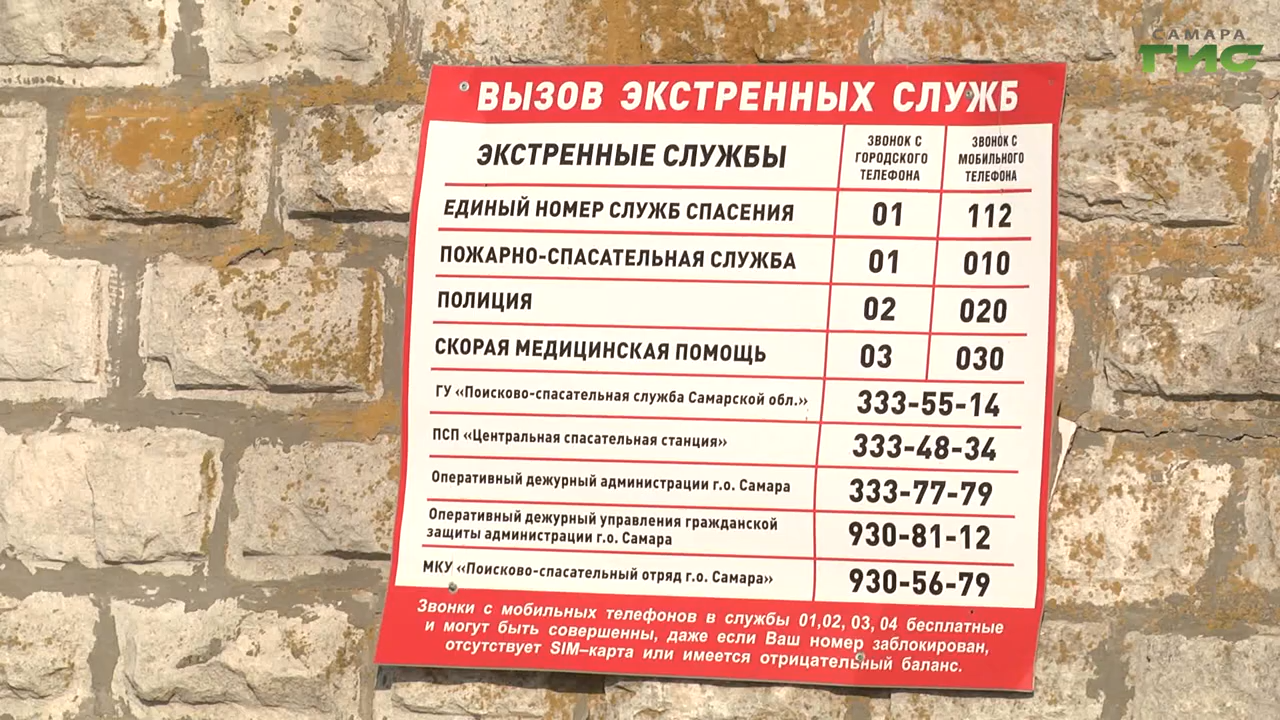 САМАРА
ГИС
ВЫЗОВ ЭКСТРЕННЫХ СЛУЖБ
ЭКСТРЕННЫЕ СЛУЖБЫ
ЗВОНОК С
ГОРОДСКОГО
ТЕЛЕФОНА
ЗВОНОК С
МОБИЛЬНОГО
ТЕЛЕФОНА
ЕДИНЫЙ НОМЕР СЛУЖБ СПАСЕНИЯ 01 112
ПОЖАРНО-СПАСАТЕЛЬНАЯ СЛУЖБА 01 010
ПОЛИЦИЯ 02 020
СКОРАЯ МЕДИЦИНСКАЯ ПОМОЩЬ 03 030
ГУ «Поисково-спасательная служба Самарской обл.» 333-55-14
ПСП «Центральная спасательная станция» 333-48-34
Оперативный дежурный администрации г.о. Самара 333-77-79
Оперативный дежурный управления гражданской
защиты администрации г.о. Самара 930-81-12
МКУ «Поисково-спасательный отряд г.о. Самара» 930-56-79
Звонки с мобильных телефонов в службы 01,02, 03, 04 бесплатные
и могут быть совершенны, даже если Ваш номер заблокирован,
отсутствует SIM–карта или имеется отрицательный баланс.